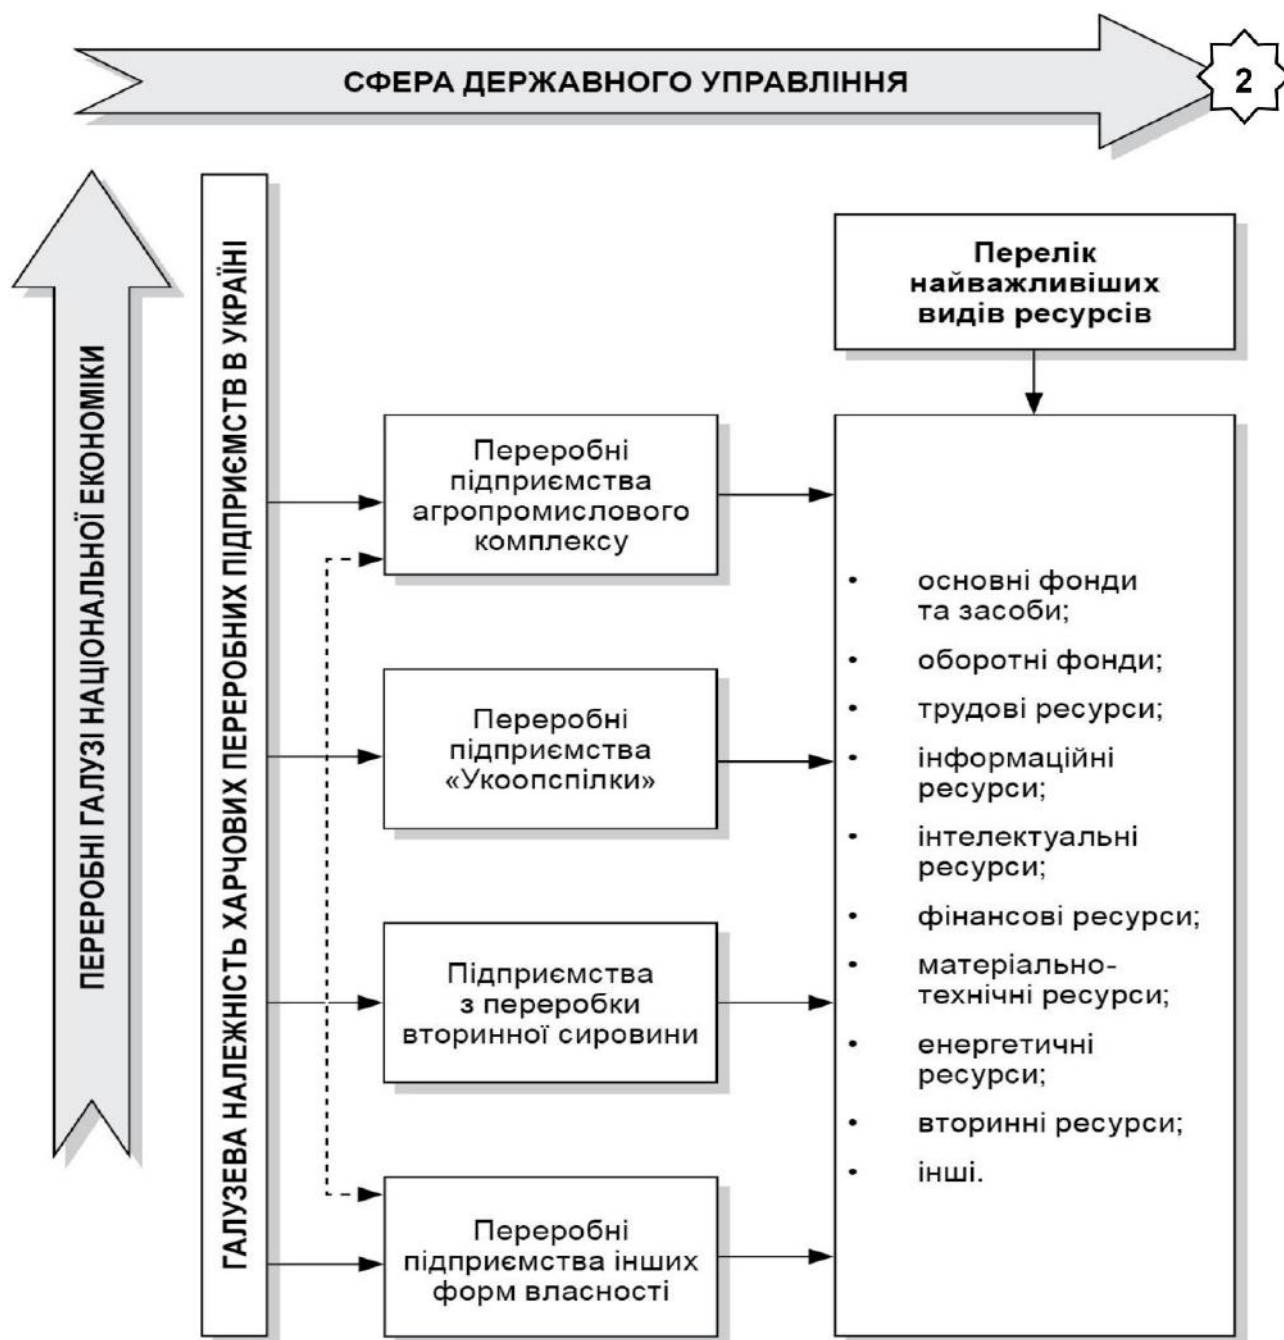 СФЕРА ДЕРЖАВНОГО УПРАВЛІННЯ
2
ПЕРЕРОБНІ ГАЛУЗІ НАЦІОНАЛЬНОЇ ЕКОНОМІКИ
ГАЛУЗЕВА НАЛЕЖНІСТЬ ХАРЧОВИХ ПЕРЕРОБНИХ ПІДПРИЄМСТВ В УКРАЇНІ
Переробні
підприємства
агропромислового
комплексу
Переробні
підприємства
«Укоопспілки»
Підприємства
з переробки
вторинної сировини
Переробні
підприємства інших
форм власності
Перелік
найважливіших
видів ресурсів
• основні фонди
та засоби;
• оборотні фонди;
• трудові ресурси;
• інформаційні
ресурси;
• інтелектуальні
ресурси;
• фінансові ресурси;
• матеріально-
технічні ресурси;
• енергетичні
ресурси;
• вторинні ресурси;
• інші.